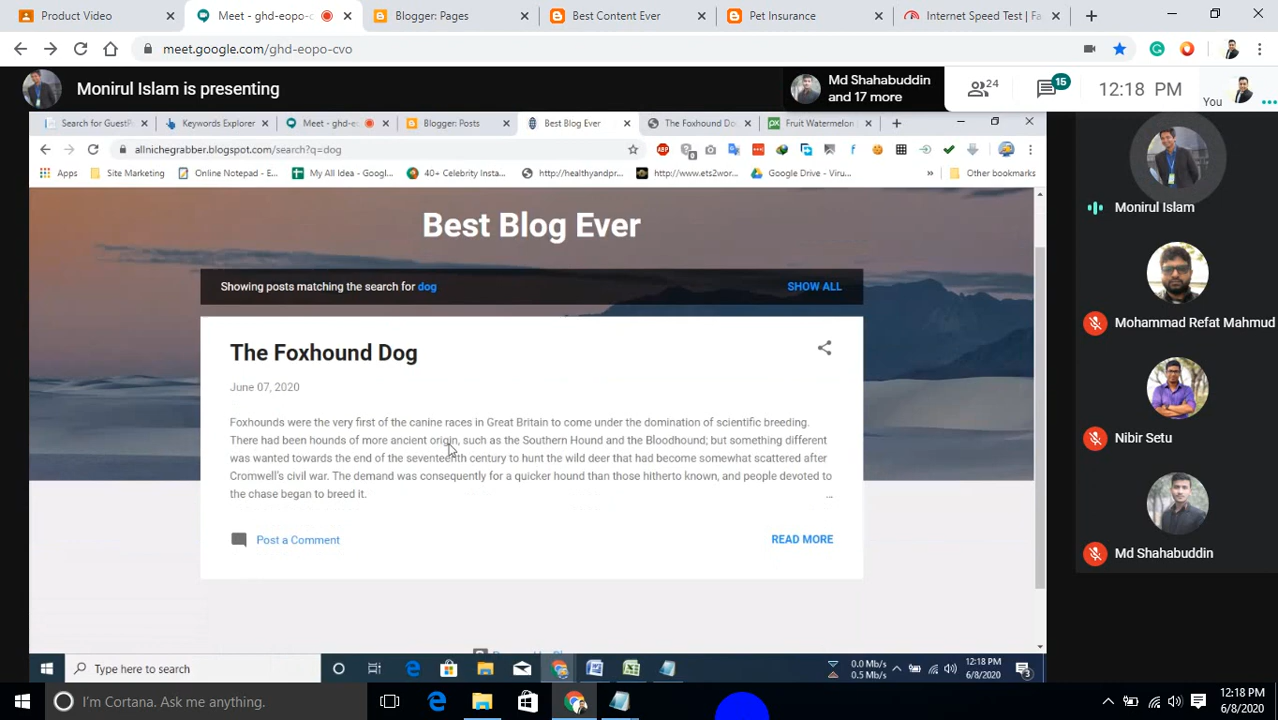 Product Video
Meet - ghd-eopo-c
Blogger: Pages
Best Content Ever
Pet Insurance
Internet Speed Test | Fa
meet.google.com/ghd-eopo-cvo
Monirul Islam is presenting
Md Shahabuddin
and 17 more
24
15
12:18 PM
You
Search for GuestP
Keywords Explorer
Meet - ghd-e
Blogger: Posts
Best Blog Ever
The Foxhound Do
Fruit Watermelon
allnichegrabber.blogspot.com/search?q=dog
ABP
0
Apps
Site Marketing
Online Notepad - E...
My All Idea - Googl...
40+ Celebrity Insta...
http://healthyandpr...
http://www.ets2wor...
Google Drive - Viru...
»
Other bookmarks
Best Blog Ever
Showing posts matching the search for dog
SHOW ALL
The Foxhound Dog
June 07, 2020
Foxhounds were the very first of the canine races in Great Britain to come under the domination of scientific breeding.
There had been hounds of more ancient origin, such as the Southern Hound and the Bloodhound; but something different
was wanted towards the end of the seventeenth century to hunt the wild deer that had become somewhat scattered after
Cromwell's civil war. The demand was consequently for a quicker hound than those hitherto known, and people devoted to
the chase began to breed it.
...
Post a Comment
READ MORE
Monirul Islam
Mohammad Refat Mahmud
Nibir Setu
Md Shahabuddin
Type here to search
0.0 Mb/s
0.5 Mb/s
12:18 PM
6/8/2020
3
I'm Cortana. Ask me anything.
12:18 PM
6/8/2020